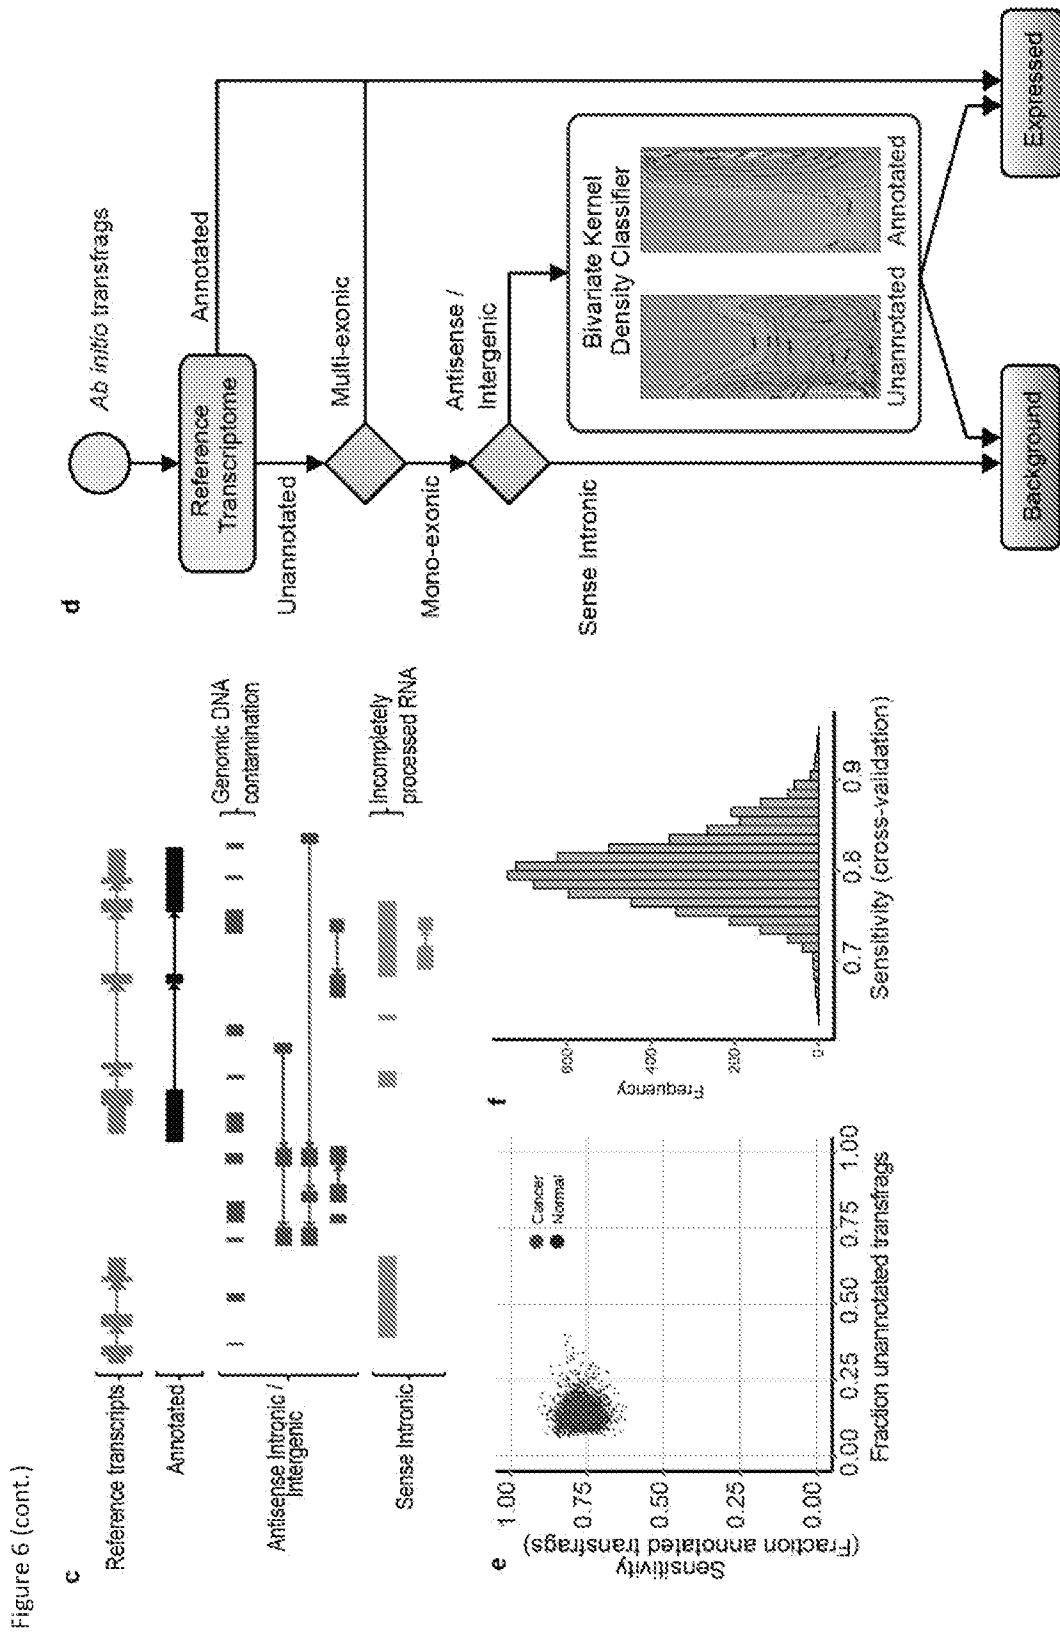 Figure 6 (cont.)
c
Reference transcripts
Annotated
Antisense Intronic /
Intergenic
Sense Intronic
Genomic DNA
contamination
Incompletely
processed RNA
d
Ab initio transfrags
Reference
Transcriptome
Annotated
Unannotated
Multi-exonic
Mono-exonic
Antisense /
Intergenic
Sense Intronic
Bivariate Kernel
Density Classifier
Unannotated
Annotated
Background
Expressed
e
Sensitivity
(Fraction annotated transfrags)
1.00
0.75
0.50
0.25
0.00
Cancer
Normal
0.00
0.25
0.50
0.75
1.00
Fraction unannotated transfrags
f
Frequency
600
400
200
0
0.7
0.8
0.9
Sensitivity (cross-validation)